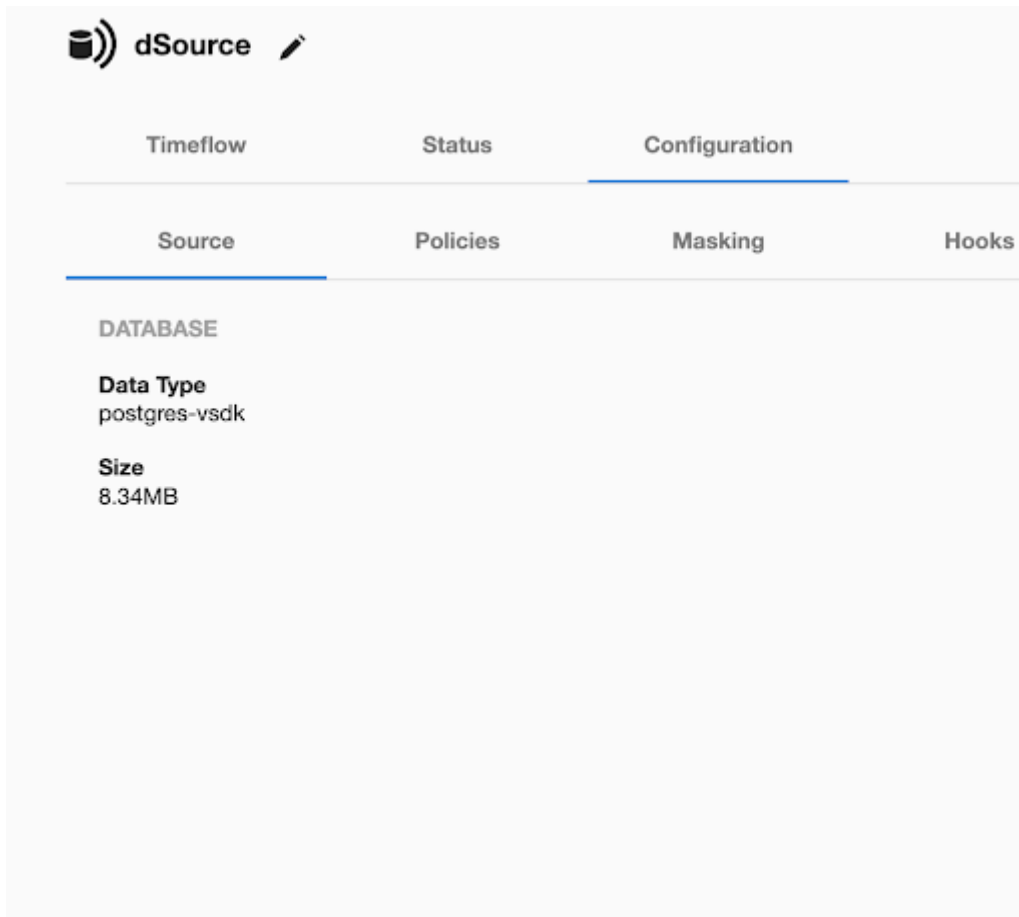 dSource
Timeflow Status Configuration
Source Policies Masking Hooks
DATABASE
Data Type
postgres-vsdk
Size
8.34MB